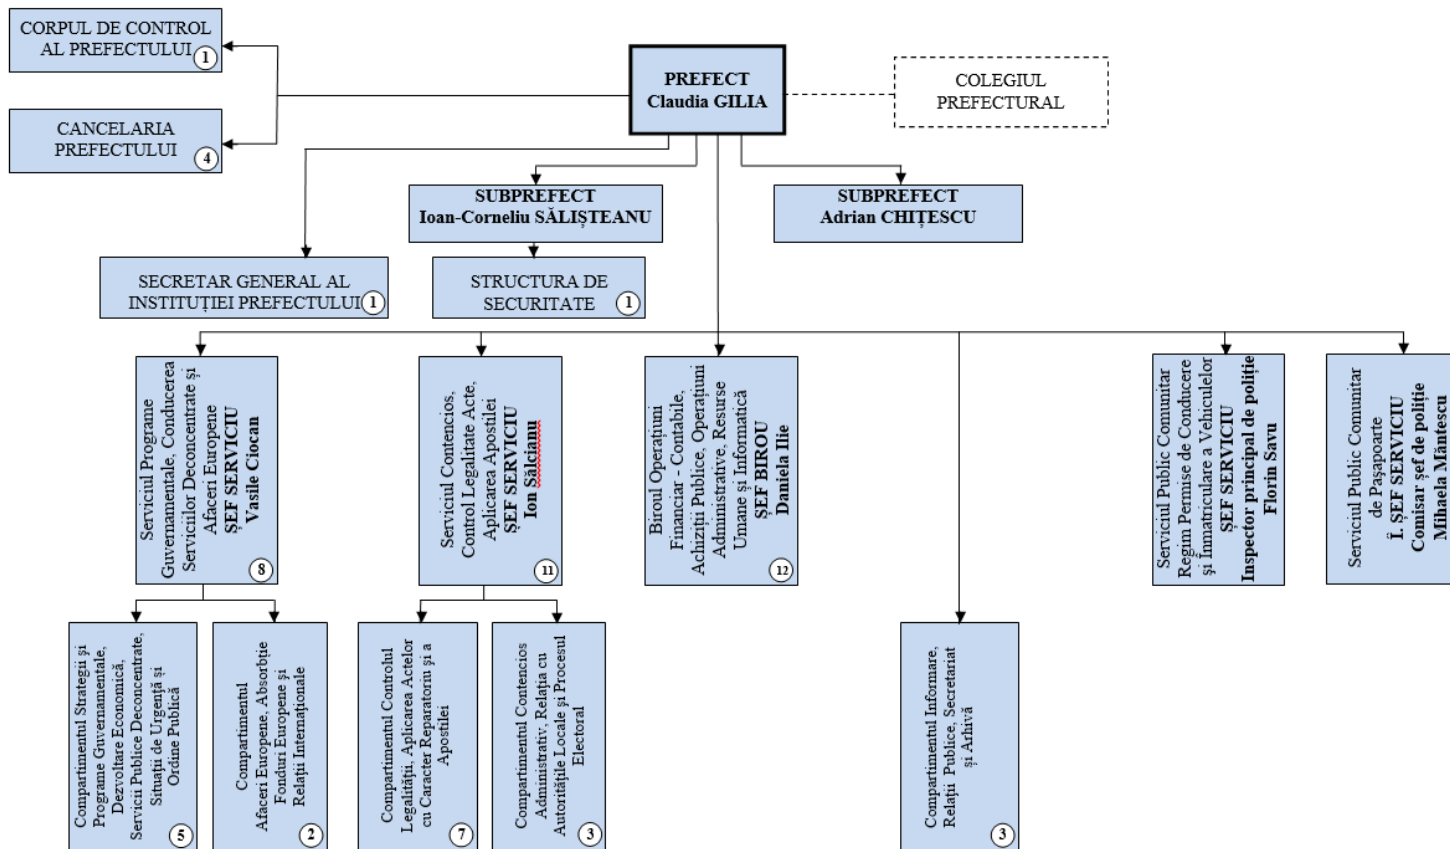 CORPUL DE CONTROL
AL PREFECTULUI
1
CANCELARIA
PREFECTULUI
4
PREFECT
Claudia GILIA
COLEGIUL
PREFECTURAL
SUBPREFECT
Ioan-Corneliu SĂLIȘTEANU
SUBPREFECT
Adrian CHIȚESCU
SECRETAR GENERAL AL
INSTITUȚIEI PREFECTULUI
1
STRUCTURA DE
SECURITATE
1
Serviciul Programe
Guvernamentale, Conducerea
Serviciilor Deconcentrate și
Afaceri Europene
ȘEF SERVICIU
Vasile Ciocan
8
Serviciul Contencios,
Control Legalitate Acte,
Aplicarea Apostilei
ȘEF SERVICIU
Ion Sălcianu
11
Biroul Operațiuni
Financiar - Contabile,
Achiziții Publice, Operațiuni
Administrative, Resurse
Umane și Informatică
ȘEF BIROU
Daniela Ilie
12
Serviciul Public Comunitar
Regim Permise de Conducere
şi Înmatriculare a Vehiculelor
ȘEF SERVICIU
Inspector principal de poliție
Florin Savu
Serviciul Public Comunitar
de Paşapoarte
Î. ȘEF SERVICIU
Comisar șef de poliție
Mihaela Mântescu
Compartimentul Strategii şi
Programe Guvernamentale,
Dezvoltare Economică,
Servicii Publice Deconcentrate,
Situații de Urgență și
Ordine Publică
5
Compartimentul
Afaceri Europene, Absorbție
Fonduri Europene și
Relații Internaționale
2
Compartimentul Controlul
Legalității, Aplicarea Actelor
cu Caracter Reparatoriu şi a
Apostilei
7
Compartimentul Contencios
Administrativ, Relația cu
Autoritățile Locale şi Procesul
Electoral
3
Compartimentul Informare,
Relații Publice, Secretariat
și Arhivă
3